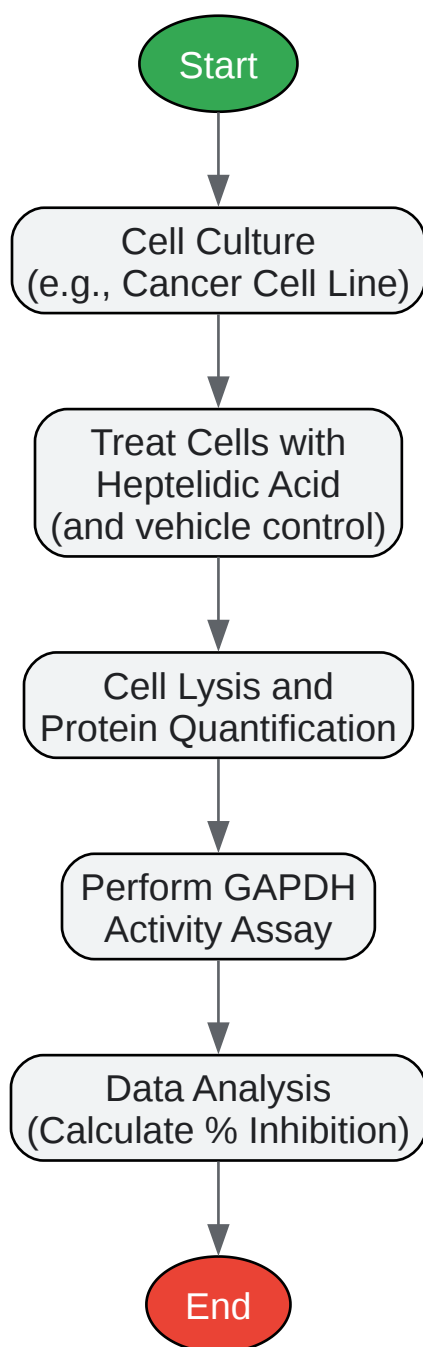 Start
Cell Culture
(e.g., Cancer Cell Line)
Treat Cells with
Heptelidic Acid
(and vehicle control)
Cell Lysis and
Protein Quantification
Perform GAPDH
Activity Assay
Data Analysis
(Calculate % Inhibition)
End